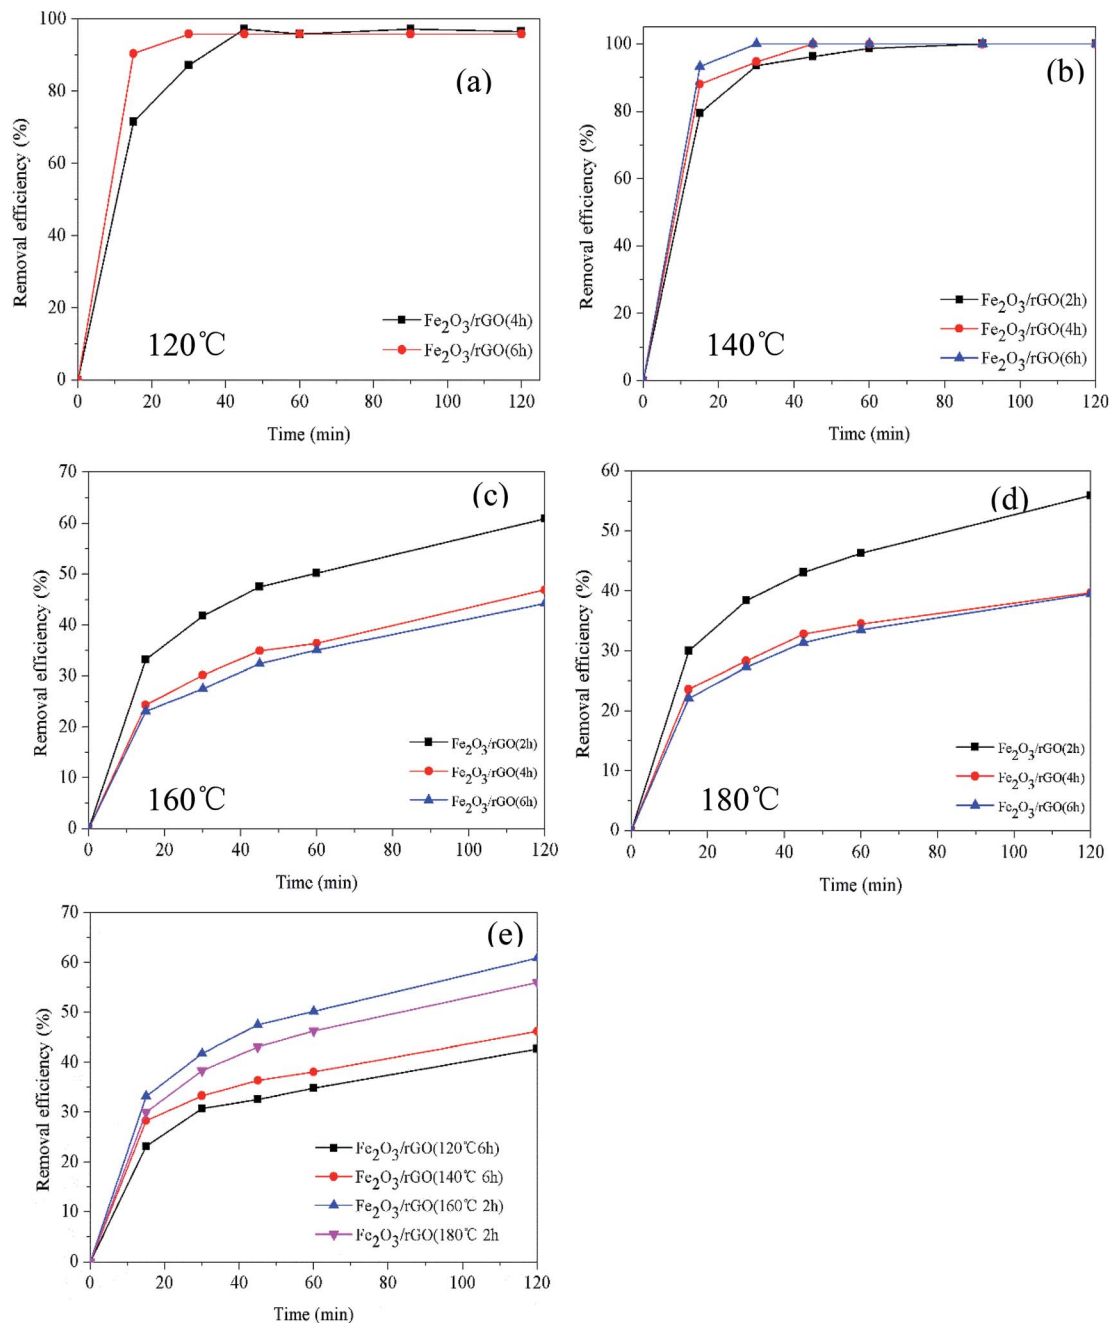 100
80
60
40
20
0
0 20 40 60 80 100 120
Removal efficiency (%)
Time (min)
(a)
120℃
Fe2O3/rGO(4h)
Fe2O3/rGO(6h)
100
80
60
40
20
0
0 20 40 60 80 100 120
Removal efficiency (%)
Time (min)
(b)
140℃
Fe2O3/rGO(2h)
Fe2O3/rGO(4h)
Fe2O3/rGO(6h)
70
60
50
40
30
20
10
0
0 20 40 60 80 100 120
Removal efficiency (%)
Time (min)
(c)
160℃
Fe2O3/rGO(2h)
Fe2O3/rGO(4h)
Fe2O3/rGO(6h)
60
50
40
30
20
10
0
0 20 40 60 80 100 120
Removal efficiency (%)
Time (min)
(d)
180℃
Fe2O3/rGO(2h)
Fe2O3/rGO(4h)
Fe2O3/rGO(6h)
70
60
50
40
30
20
10
0
0 20 40 60 80 100 120
Removal efficiency (%)
Time (min)
(e)
Fe2O3/rGO(120℃6h)
Fe2O3/rGO(140℃ 6h)
Fe2O3/rGO(160℃ 2h)
Fe2O3/rGO(180℃ 2h